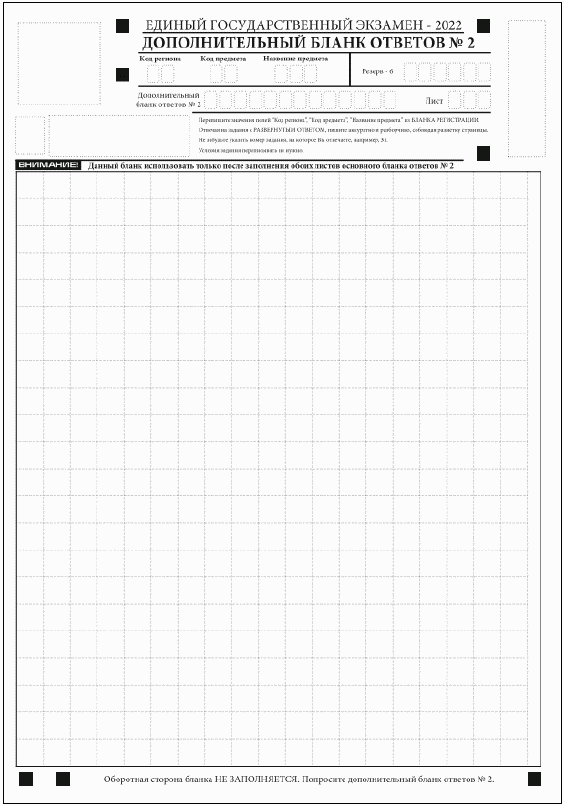 ЕДИНЫЙ ГОСУДАРСТВЕННЫЙ ЭКЗАМЕН - 2022
ДОПОЛНИТЕЛЬНЫЙ БЛАНК ОТВЕТОВ № 2
Код региона Код предмета Название предмета
Резерв - 6
Дополнительный
бланк ответов № 2
Лист
Перепишите значения полей "Код региона", "Код предмета", "Название предмета" из БЛАНКА РЕГИСТРАЦИИ.
Отвечая на задания с РАЗВЕРНУТЫМ ОТВЕТОМ, пишите аккуратно и разборчиво, соблюдая разметку страницы.
Не забудьте указать номер задания, на которое Вы отвечаете, например, 31.
Условия задания переписывать не нужно.
ВНИМАНИЕ! Данный бланк использовать только после заполнения обоих листов основного бланка ответов № 2
Оборотная сторона бланка НЕ ЗАПОЛНЯЕТСЯ. Попросите дополнительный бланк ответов № 2.